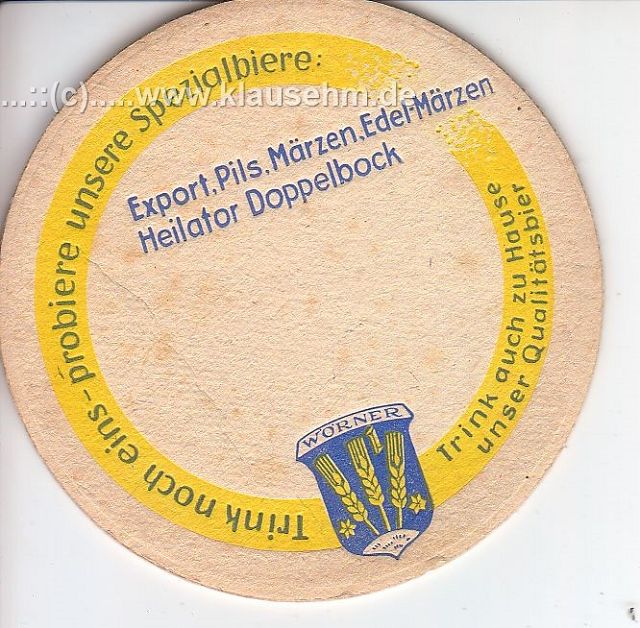 Trink noch eins - probiere unsere Spezialbiere:
...::(c).....www.klausehm.de
Export, Pils, Märzen, Edel-Märzen
Heilator Doppelbock
Trink auch zu Hause
unser Qualitätsbier
WÖRNER